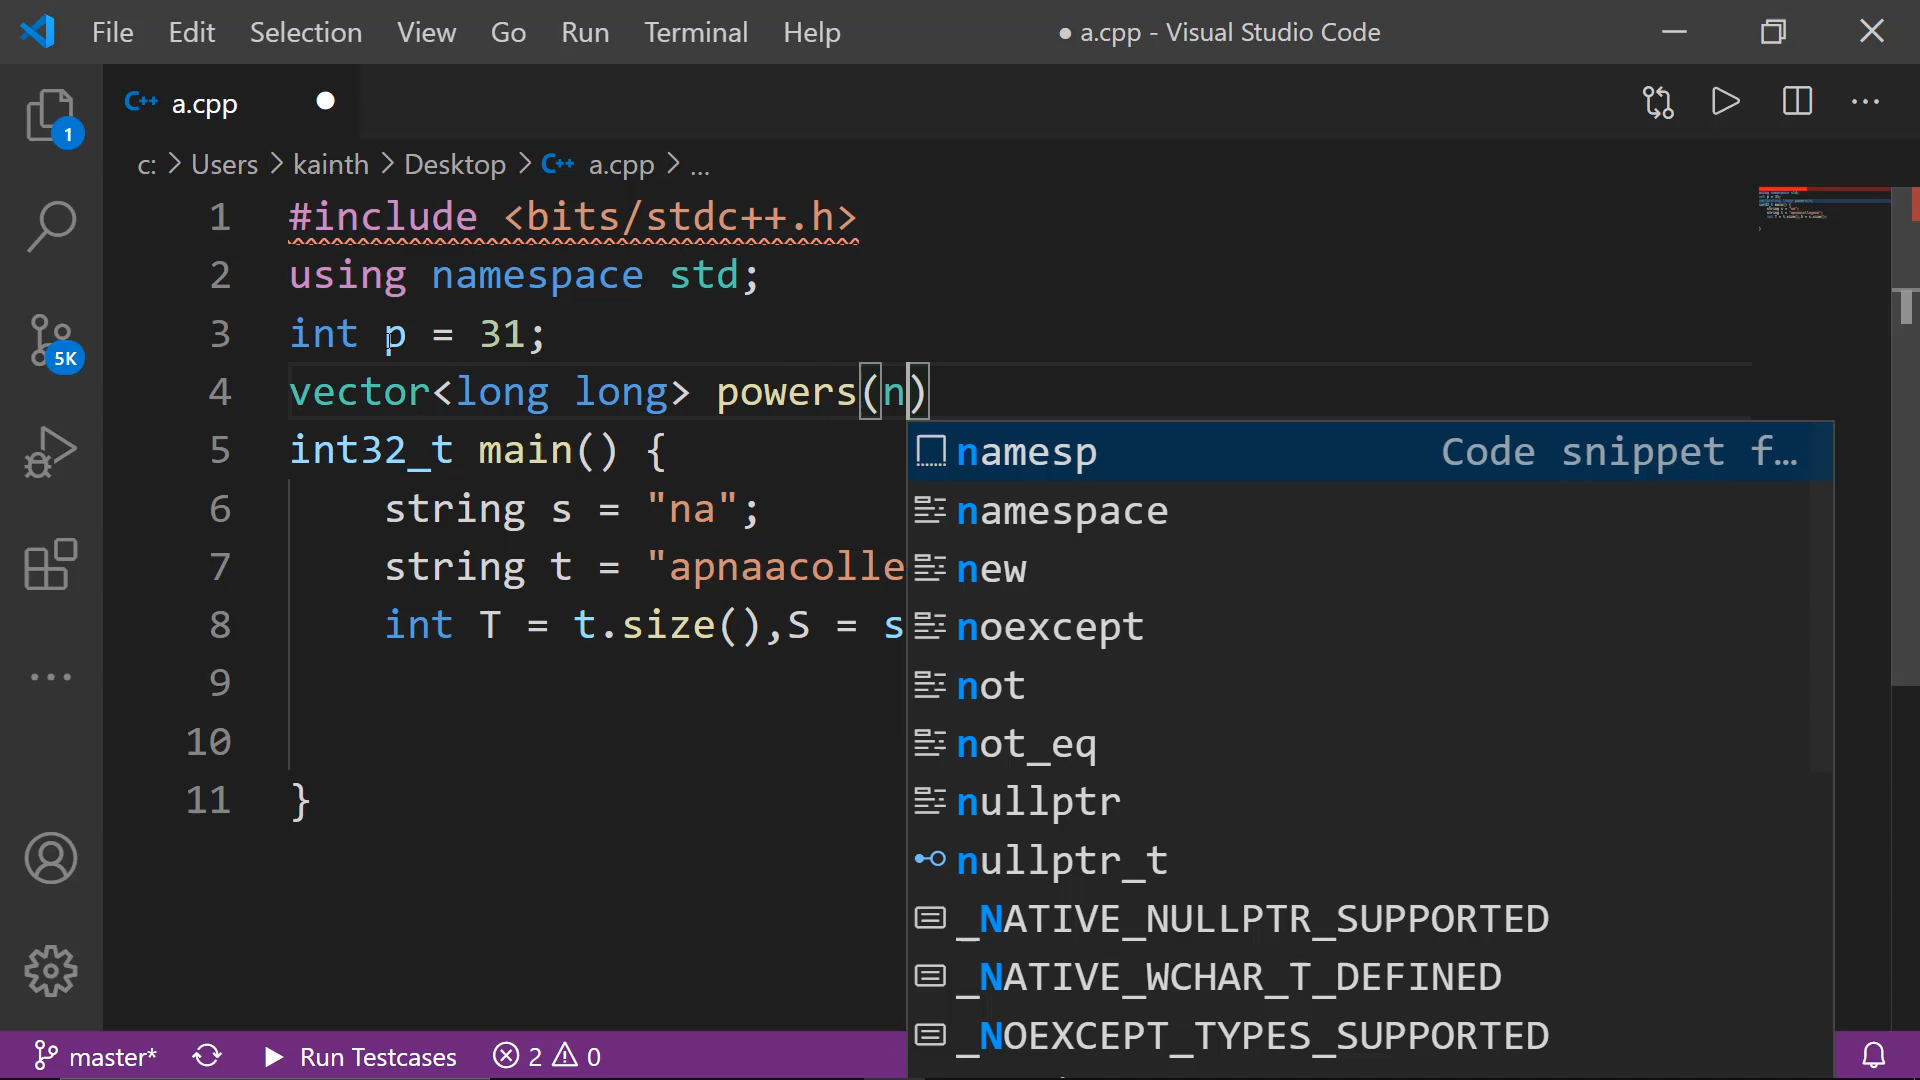 File Edit Selection View Go Run Terminal Help ● a.cpp - Visual Studio Code
C++ a.cpp
c: > Users > kainth > Desktop > C++ a.cpp > ...
1 #include <bits/stdc++.h>
2 using namespace std;
3 int p = 31;
4 vector<long long> powers(n)
5 int32_t main() {
6 string s = "na";
7 string t = "apnaacolle
8 int T = t.size(),S = s
9
10
11 }
namesp Code snippet f…
namespace
new
noexcept
not
not_eq
nullptr
nullptr_t
_NATIVE_NULLPTR_SUPPORTED
_NATIVE_WCHAR_T_DEFINED
_NOEXCEPT_TYPES_SUPPORTED
1
5K
master* Run Testcases 2 0